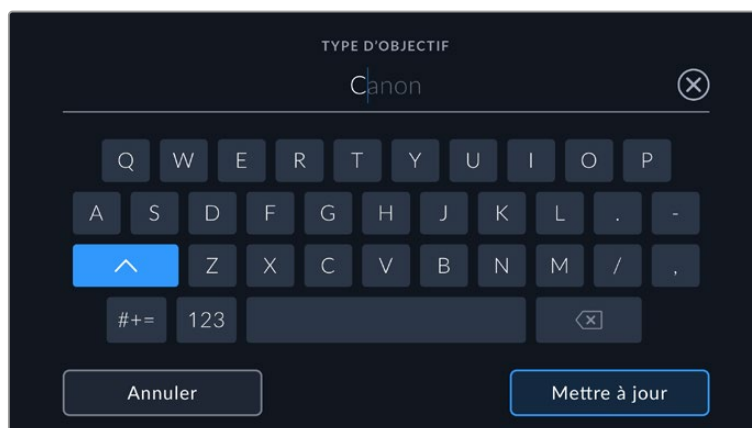 TYPE D'OBJECTIF
Canon
Q W E R T Y U I O P
A S D F G H J K L . -
Z X C V B N M / ,
#+= 123
Annuler Mettre à jour